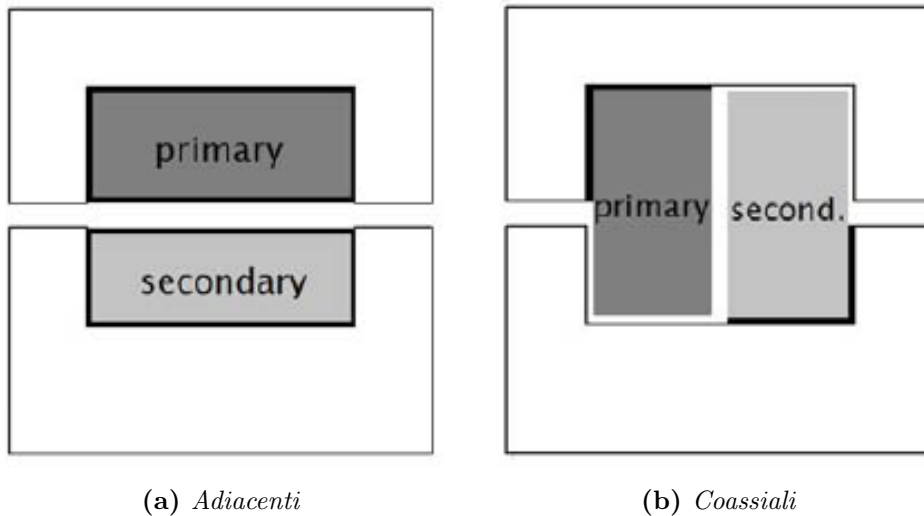 primary
secondary
primary
second.
(a) Adiacenti
(b) Coassiali